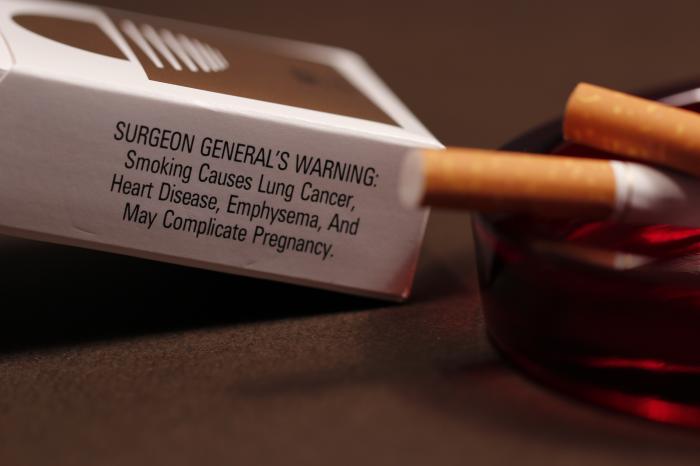 SURGEON GENERAL'S WARNING:
Smoking Causes Lung Cancer,
Heart Disease, Emphysema, And
May Complicate Pregnancy.